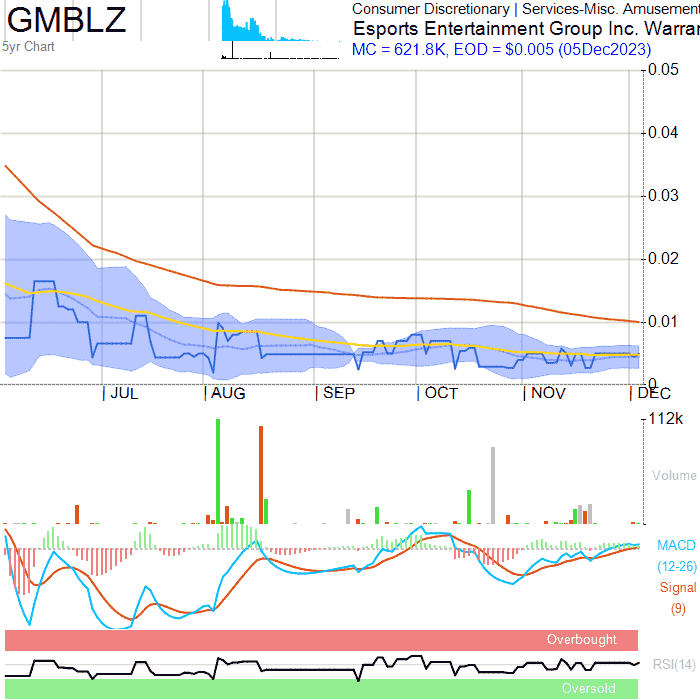 GMBLZ
5yr Chart
Consumer Discretionary | Services-Misc. Amusement
Esports Entertainment Group Inc. Warrar
MC = 621.8K, EOD = $0.005 (05Dec2023)
0.05
0.04
0.03
0.02
0.01
0
JUL
AUG
SEP
OCT
NOV
DEC
112k
Volume
MACD
(12-26)
Signal
(9)
Overbought
RSI(14)
Oversold